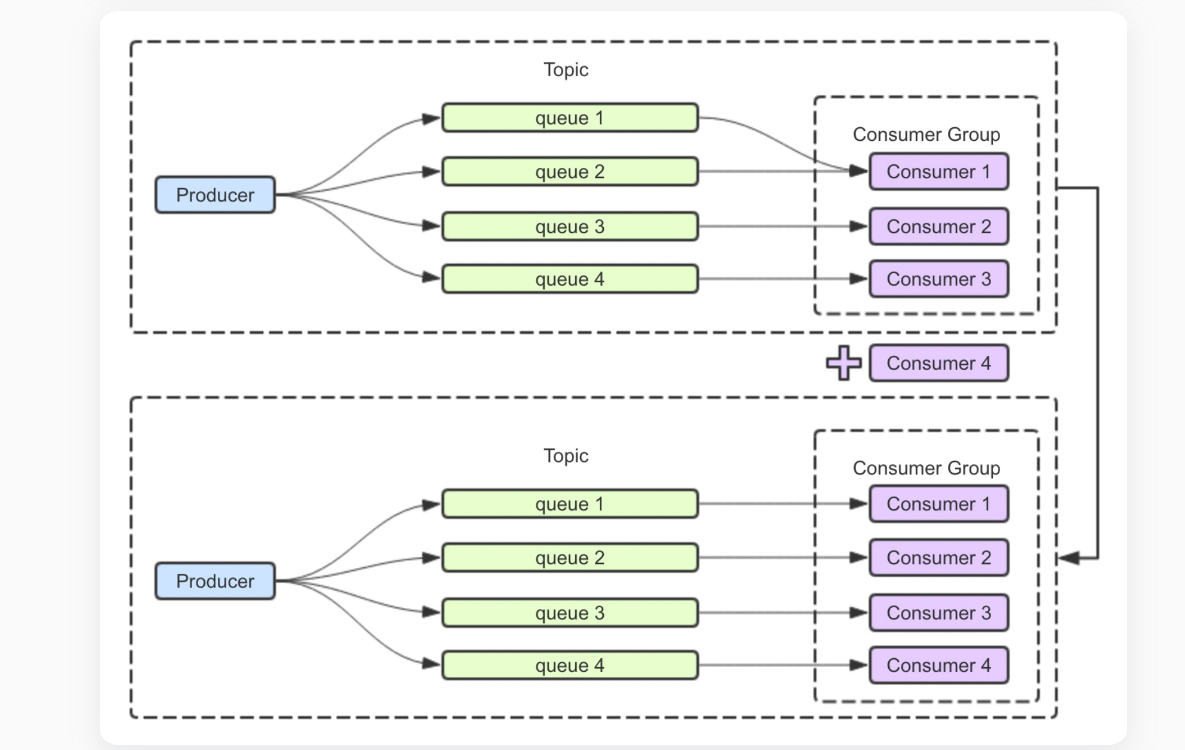 Topic
queue 1
Consumer Group
queue 2
Consumer 1
Producer
queue 3
Consumer 2
queue 4
Consumer 3
Consumer 4
Topic
Consumer Group
queue 1
Consumer 1
queue 2
Consumer 2
Producer
queue 3
Consumer 3
queue 4
Consumer 4